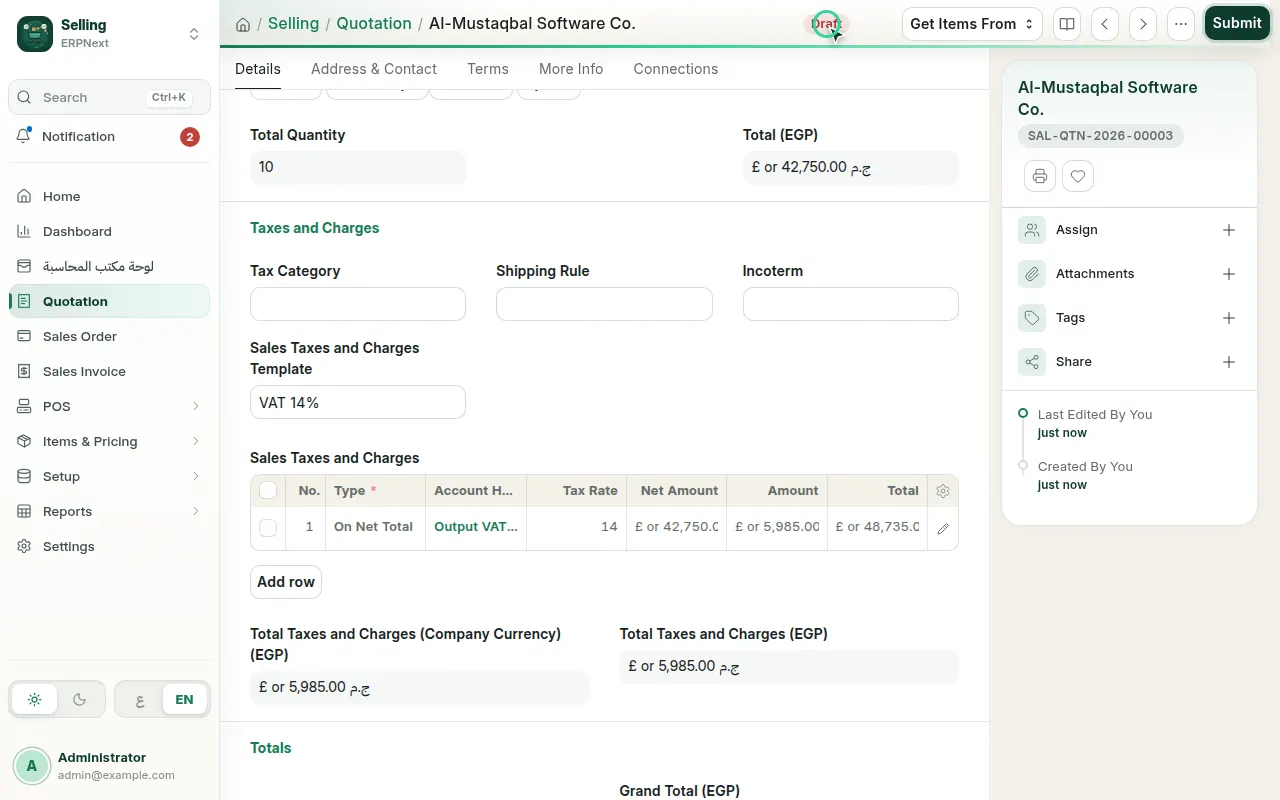 Selling
ERPNext
Search
Ctrl+K
Notification
2
Home
Dashboard
لوحة مكتب المحاسبة
Quotation
Sales Order
Sales Invoice
POS
Items & Pricing
Setup
Reports
Settings
ع
EN
A
Administrator
admin@example.com
/ Selling / Quotation / Al-Mustaqbal Software Co.
Draft
Get Items From
Submit
Details
Address & Contact
Terms
More Info
Connections
Total Quantity
10
Total (EGP)
£ or 42,750.00 ج.م
Taxes and Charges
Tax Category
Shipping Rule
Incoterm
Sales Taxes and Charges
Template
VAT 14%
Sales Taxes and Charges
No. Type * Account H... Tax Rate Net Amount Amount Total
1 On Net Total Output VAT... 14 £ or 42,750.0 £ or 5,985.00 £ or 48,735.0
Add row
Total Taxes and Charges (Company Currency)
(EGP)
£ or 5,985.00 ج.م
Total Taxes and Charges (EGP)
£ or 5,985.00 ج.م
Totals
Grand Total (EGP)
Al-Mustaqbal Software
Co.
SAL-QTN-2026-00003
Assign
Attachments
Tags
Share
Last Edited By You
just now
Created By You
just now